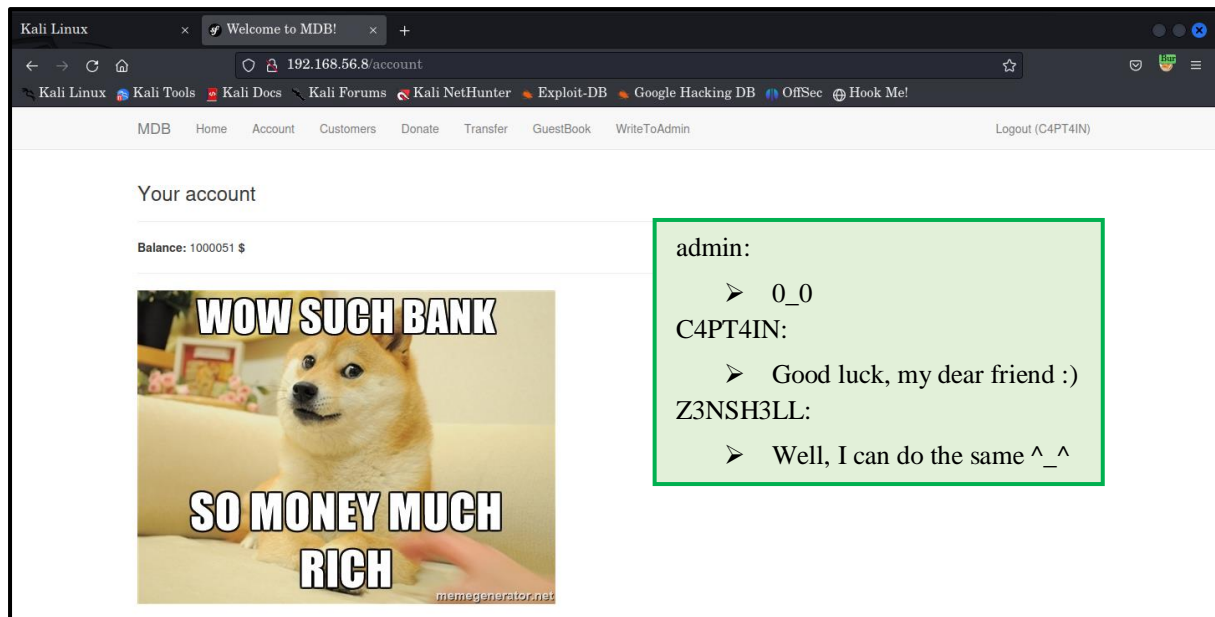 Kali Linux × Welcome to MDB! × +
192.168.56.8/account
Kali Linux Kali Tools Kali Docs Kali Forums Kali NetHunter Exploit-DB Google Hacking DB OffSec Hook Me!
MDB Home Account Customers Donate Transfer GuestBook WriteToAdmin Logout (C4PT4IN)
Your account
Balance: 1000051 $
WOW SUCH BANK
SO MONEY MUCH
RICH
memegenerator.net
admin:
➢ 0_0
C4PT4IN:
➢ Good luck, my dear friend :)
Z3NSH3LL:
➢ Well, I can do the same ^_^